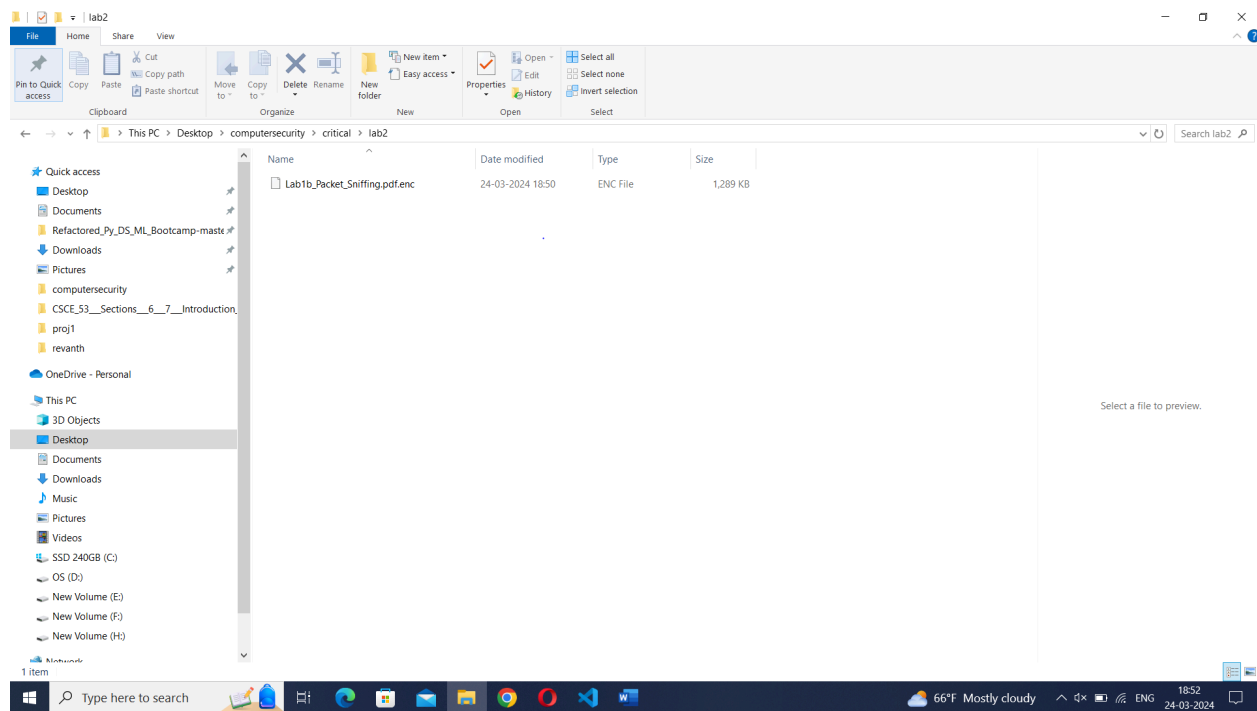 lab2
File Home Share View
Pin to Quick access
Copy
Paste
Cut
Copy path
Paste shortcut
Clipboard
Move to
Copy to
Delete
Rename
Organize
New folder
New item
Easy access
New
Properties
Open
Edit
History
Open
Select all
Select none
Invert selection
Select
This PC > Desktop > computersecurity > critical > lab2
Search lab2
Name Date modified Type Size
Lab1b_Packet_Sniffing.pdf.enc 24-03-2024 18:50 ENC File 1,289 KB
Quick access
Desktop
Documents
Refactored_Py_DS_ML_Bootcamp-maste
Downloads
Pictures
computersecurity
CSCE_53__Sections__6__7__Introduction_
proj1
revanth
OneDrive - Personal
This PC
3D Objects
Desktop
Documents
Downloads
Music
Pictures
Videos
SSD 240GB (C:)
OS (D:)
New Volume (E:)
New Volume (F:)
New Volume (H:)
Network
Select a file to preview.
1 item
Type here to search
66°F Mostly cloudy
ENG
18:52
24-03-2024